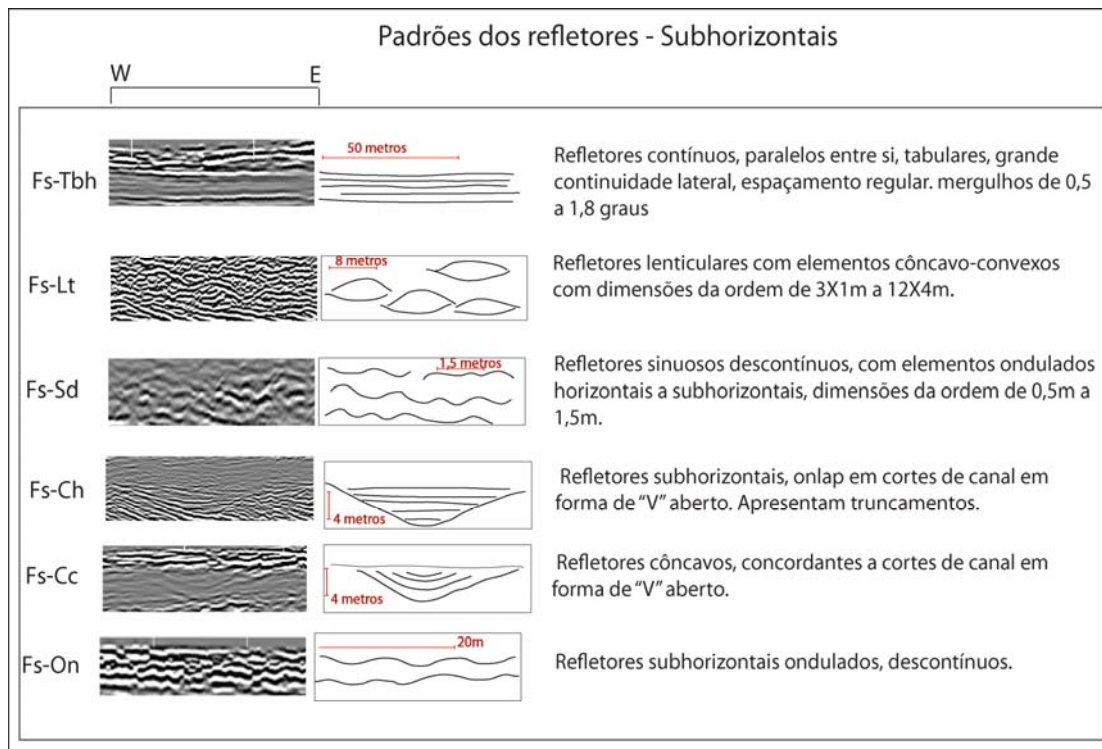 Padrões dos refletores - Subhorizontais
W E
Fs-Tbh
50 metros
Refletores contínuos, paralelos entre si, tabulares, grande
continuidade lateral, espaçamento regular. mergulhos de 0,5
a 1,8 graus
Fs-Lt
8 metros
Refletores lenticulares com elementos côncavo-convexos
com dimensões da ordem de 3X1m a 12X4m.
Fs-Sd
1,5 metros
Refletores sinuosos descontínuos, com elementos ondulados
horizontais a subhorizontais, dimensões da ordem de 0,5m a
1,5m.
Fs-Ch
4 metros
Refletores subhorizontais, onlap em cortes de canal em
forma de “V” aberto. Apresentam truncamentos.
Fs-Cc
4 metros
Refletores côncavos, concordantes a cortes de canal em
forma de “V” aberto.
Fs-On
20m
Refletores subhorizontais ondulados, descontínuos.